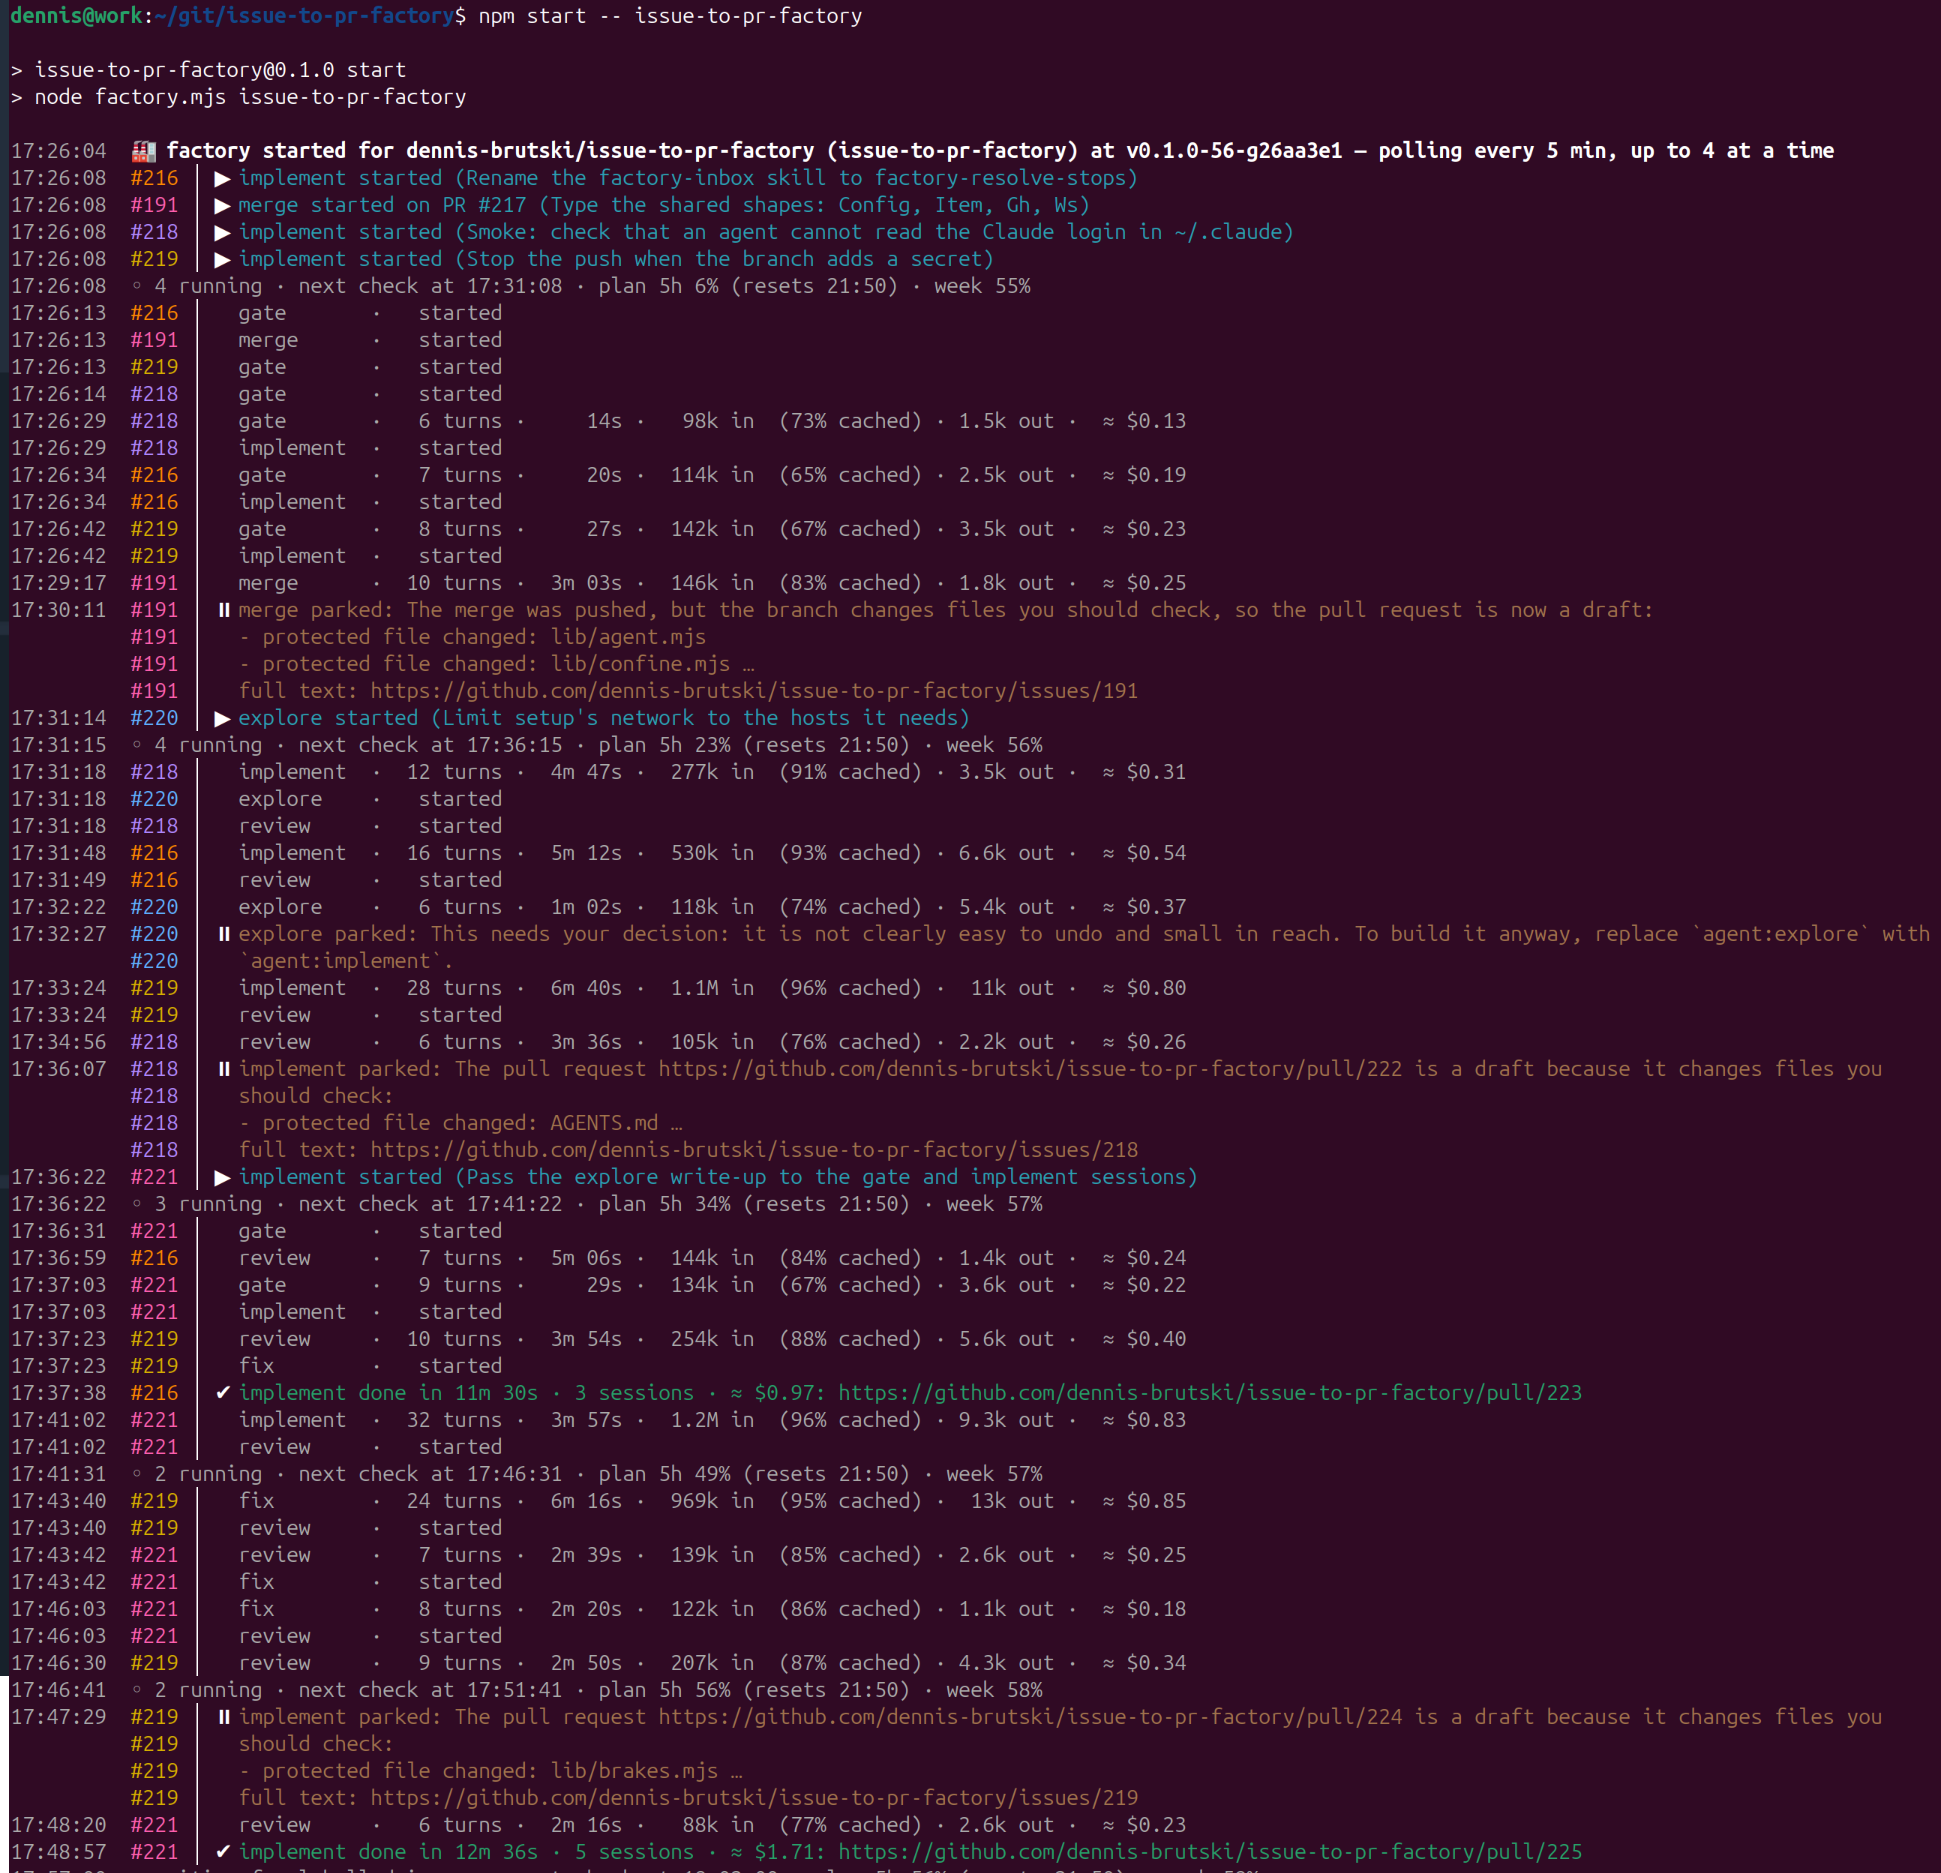 dennis@work:~/git/issue-to-pr-factory$ npm start -- issue-to-pr-factory
> issue-to-pr-factory@0.1.0 start
> node factory.mjs issue-to-pr-factory
17:26:04 🏭 factory started for dennis-brutski/issue-to-pr-factory (issue-to-pr-factory) at v0.1.0-56-g26aa3e1 — polling every 5 min, up to 4 at a time
17:26:08 #216 │ ▶ implement started (Rename the factory-inbox skill to factory-resolve-stops)
17:26:08 #191 │ ▶ merge started on PR #217 (Type the shared shapes: Config, Item, Gh, Ws)
17:26:08 #218 │ ▶ implement started (Smoke: check that an agent cannot read the Claude login in ~/.claude)
17:26:08 #219 │ ▶ implement started (Stop the push when the branch adds a secret)
17:26:08 ◦ 4 running · next check at 17:31:08 · plan 5h 6% (resets 21:50) · week 55%
17:26:13 #216 │ gate · started
17:26:13 #191 │ merge · started
17:26:13 #219 │ gate · started
17:26:14 #218 │ gate · started
17:26:29 #218 │ gate · 6 turns · 14s · 98k in (73% cached) · 1.5k out · ≈ $0.13
17:26:29 #218 │ implement · started
17:26:34 #216 │ gate · 7 turns · 20s · 114k in (65% cached) · 2.5k out · ≈ $0.19
17:26:34 #216 │ implement · started
17:26:42 #219 │ gate · 8 turns · 27s · 142k in (67% cached) · 3.5k out · ≈ $0.23
17:26:42 #219 │ implement · started
17:29:17 #191 │ merge · 10 turns · 3m 03s · 146k in (83% cached) · 1.8k out · ≈ $0.25
17:30:11 #191 │ ⏸ merge parked: The merge was pushed, but the branch changes files you should check, so the pull request is now a draft:
#191 │ - protected file changed: lib/agent.mjs
#191 │ - protected file changed: lib/confine.mjs …
#191 │ full text: https://github.com/dennis-brutski/issue-to-pr-factory/issues/191
17:31:14 #220 │ ▶ explore started (Limit setup's network to the hosts it needs)
17:31:15 ◦ 4 running · next check at 17:36:15 · plan 5h 23% (resets 21:50) · week 56%
17:31:18 #218 │ implement · 12 turns · 4m 47s · 277k in (91% cached) · 3.5k out · ≈ $0.31
17:31:18 #220 │ explore · started
17:31:18 #218 │ review · started
17:31:48 #216 │ implement · 16 turns · 5m 12s · 530k in (93% cached) · 6.6k out · ≈ $0.54
17:31:49 #216 │ review · started
17:32:22 #220 │ explore · 6 turns · 1m 02s · 118k in (74% cached) · 5.4k out · ≈ $0.37
17:32:27 #220 │ ⏸ explore parked: This needs your decision: it is not clearly easy to undo and small in reach. To build it anyway, replace `agent:explore` with
#220 │ `agent:implement`.
17:33:24 #219 │ implement · 28 turns · 6m 40s · 1.1M in (96% cached) · 11k out · ≈ $0.80
17:33:24 #219 │ review · started
17:34:56 #218 │ review · 6 turns · 3m 36s · 105k in (76% cached) · 2.2k out · ≈ $0.26
17:36:07 #218 │ ⏸ implement parked: The pull request https://github.com/dennis-brutski/issue-to-pr-factory/pull/222 is a draft because it changes files you
#218 │ should check:
#218 │ - protected file changed: AGENTS.md …
#218 │ full text: https://github.com/dennis-brutski/issue-to-pr-factory/issues/218
17:36:22 #221 │ ▶ implement started (Pass the explore write-up to the gate and implement sessions)
17:36:22 ◦ 3 running · next check at 17:41:22 · plan 5h 34% (resets 21:50) · week 57%
17:36:31 #221 │ gate · started
17:36:59 #216 │ review · 7 turns · 5m 06s · 144k in (84% cached) · 1.4k out · ≈ $0.24
17:37:03 #221 │ gate · 9 turns · 29s · 134k in (67% cached) · 3.6k out · ≈ $0.22
17:37:03 #221 │ implement · started
17:37:23 #219 │ review · 10 turns · 3m 54s · 254k in (88% cached) · 5.6k out · ≈ $0.40
17:37:23 #219 │ fix · started
17:37:38 #216 │ ✔ implement done in 11m 30s · 3 sessions · ≈ $0.97: https://github.com/dennis-brutski/issue-to-pr-factory/pull/223
17:41:02 #221 │ implement · 32 turns · 3m 57s · 1.2M in (96% cached) · 9.3k out · ≈ $0.83
17:41:02 #221 │ review · started
17:41:31 ◦ 2 running · next check at 17:46:31 · plan 5h 49% (resets 21:50) · week 57%
17:43:40 #219 │ fix · 24 turns · 6m 16s · 969k in (95% cached) · 13k out · ≈ $0.85
17:43:40 #219 │ review · started
17:43:42 #221 │ review · 7 turns · 2m 39s · 139k in (85% cached) · 2.6k out · ≈ $0.25
17:43:42 #221 │ fix · started
17:46:03 #221 │ fix · 8 turns · 2m 20s · 122k in (86% cached) · 1.1k out · ≈ $0.18
17:46:03 #221 │ review · started
17:46:30 #219 │ review · 9 turns · 2m 50s · 207k in (87% cached) · 4.3k out · ≈ $0.34
17:46:41 ◦ 2 running · next check at 17:51:41 · plan 5h 56% (resets 21:50) · week 58%
17:47:29 #219 │ ⏸ implement parked: The pull request https://github.com/dennis-brutski/issue-to-pr-factory/pull/224 is a draft because it changes files you
#219 │ should check:
#219 │ - protected file changed: lib/brakes.mjs …
#219 │ full text: https://github.com/dennis-brutski/issue-to-pr-factory/issues/219
17:48:20 #221 │ review · 6 turns · 2m 16s · 88k in (77% cached) · 2.6k out · ≈ $0.23
17:48:57 #221 │ ✔ implement done in 12m 36s · 5 sessions · ≈ $1.71: https://github.com/dennis-brutski/issue-to-pr-factory/pull/225